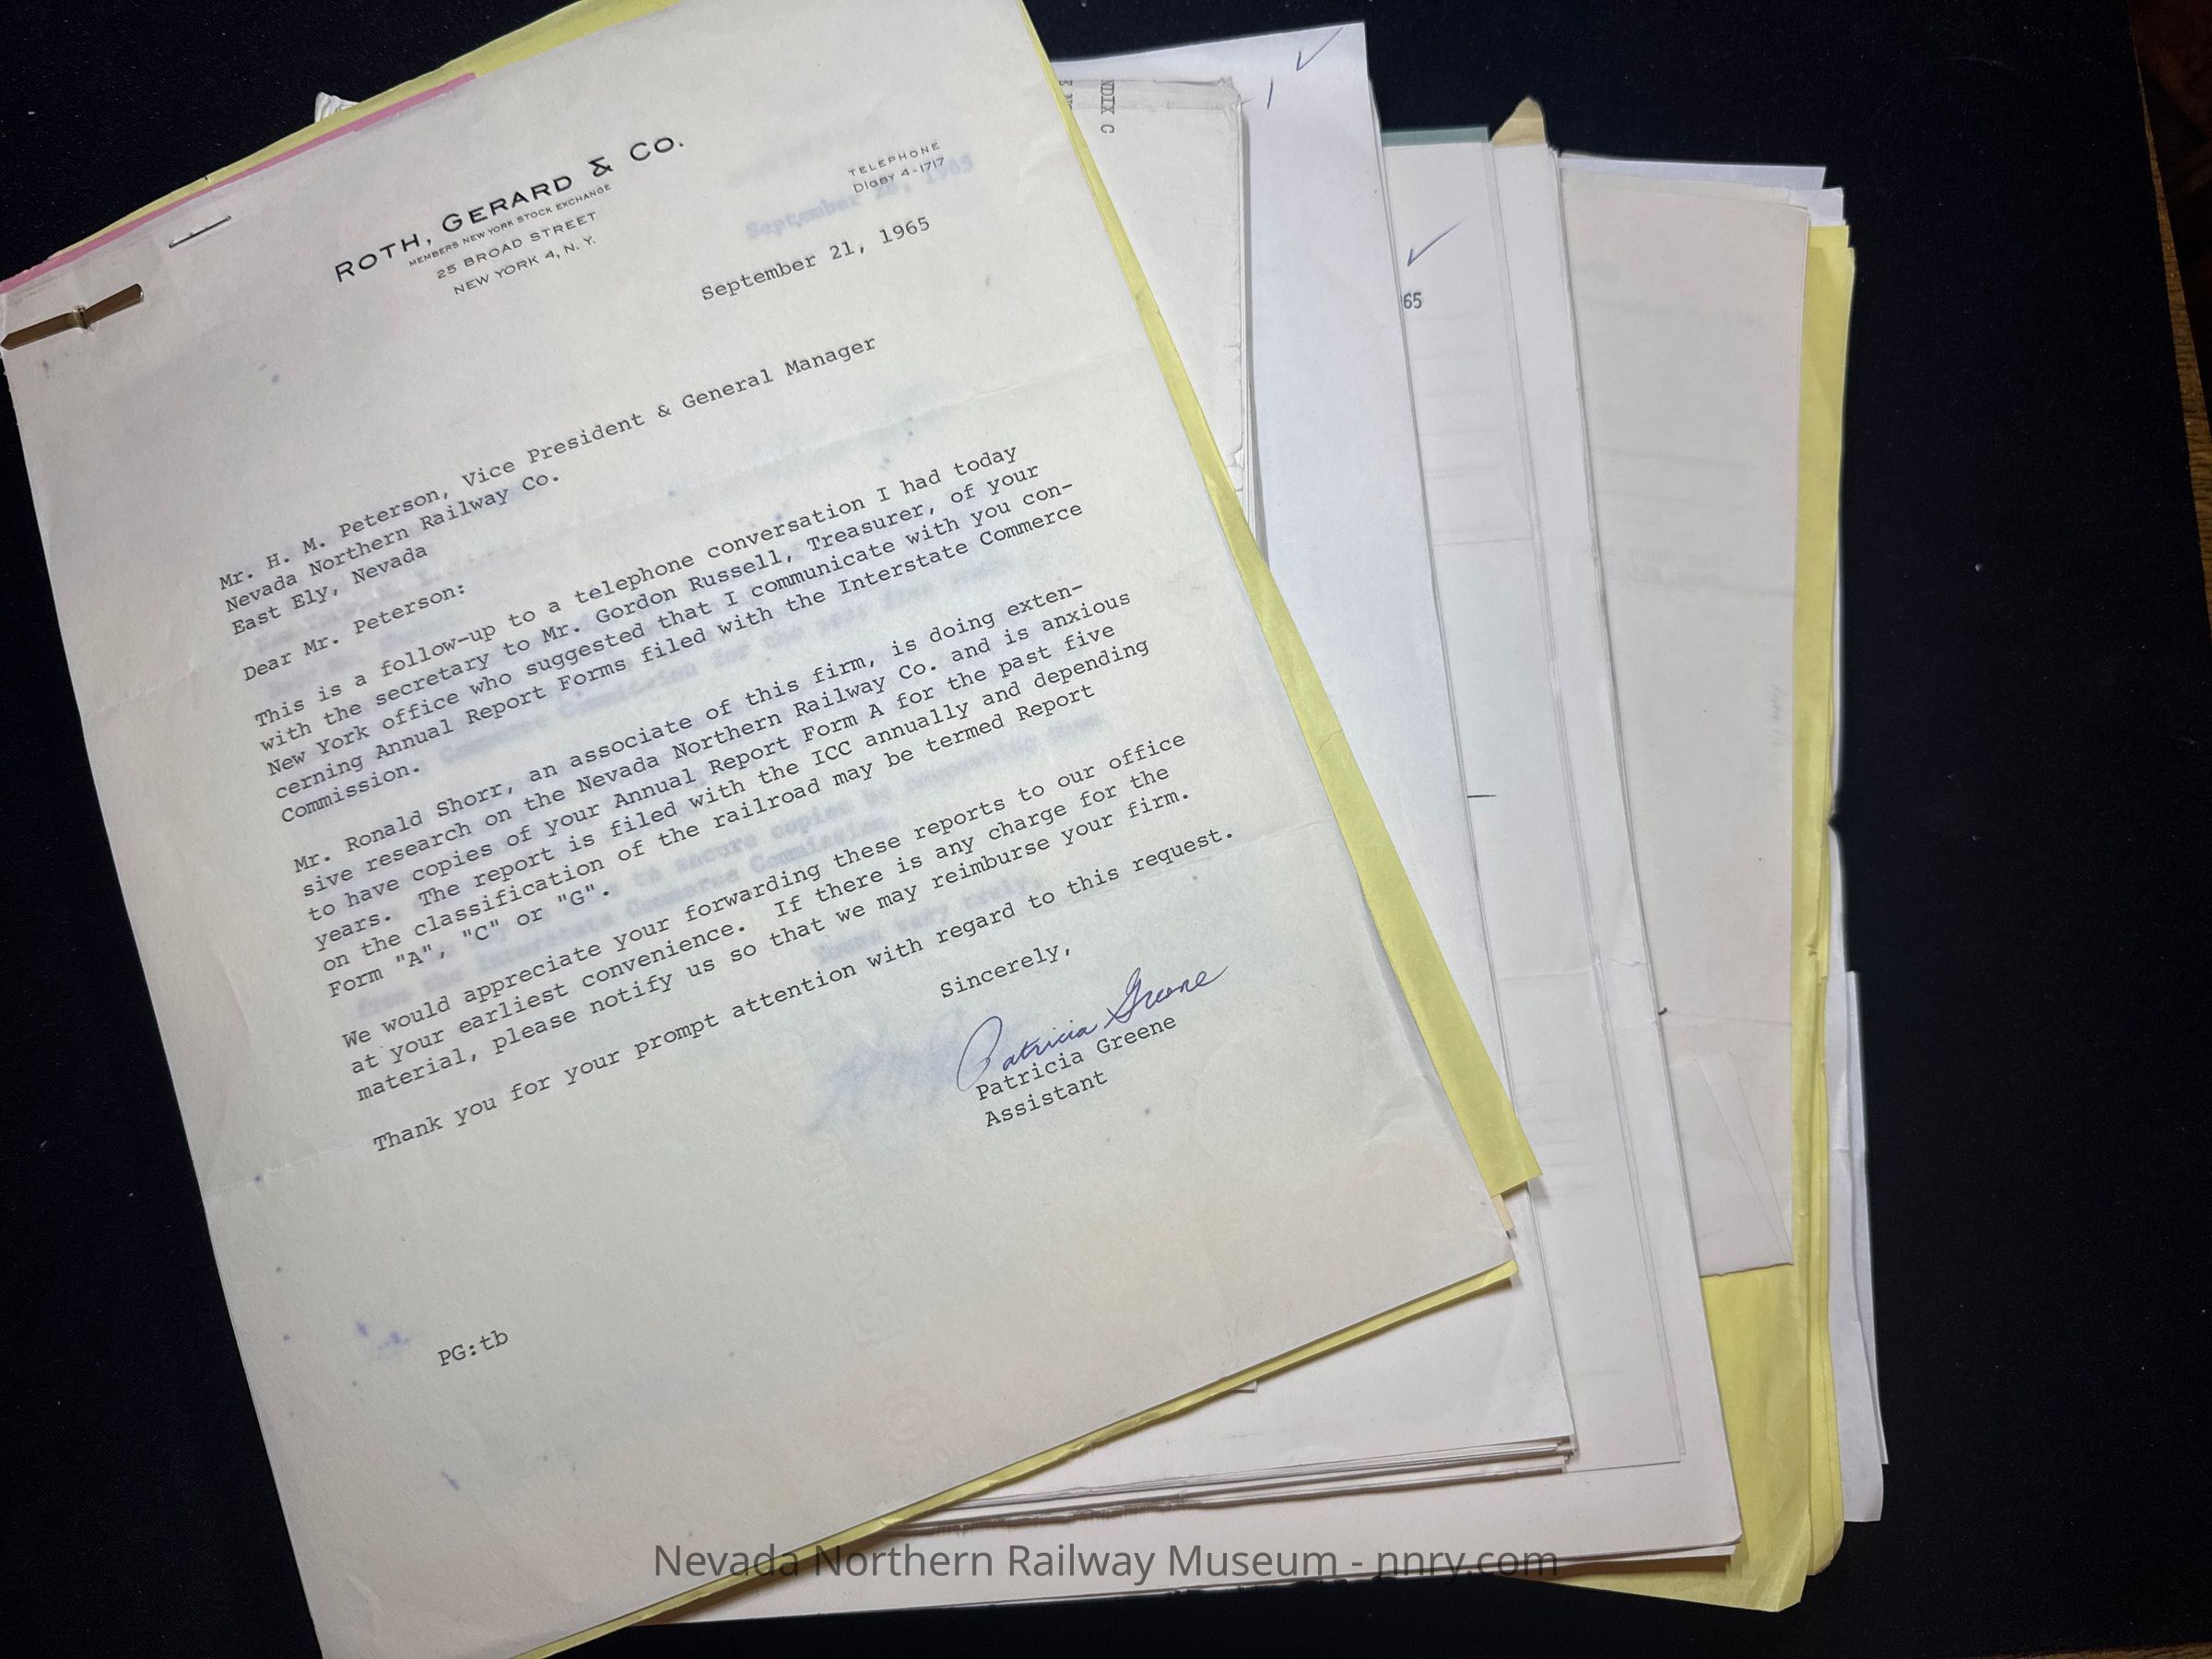 ROTH, GERARD & CO.
MEMBERS NEW YORK STOCK EXCHANGE
25 BROAD STREET
NEW YORK 4, N. Y.
TELEPHONE
DIGBY 4-1717
September 21, 1965
Mr. H. M. Peterson, Vice President & General Manager
Nevada Northern Railway Co.
East Ely, Nevada
Dear Mr. Peterson:
This is a follow-up to a telephone conversation I had today
with the secretary to Mr. Gordon Russell, Treasurer, of your
New York office who suggested that I communicate with you con-
cerning Annual Report Forms filed with the Interstate Commerce
Commission.
Mr. Ronald Shorr, an associate of this firm, is doing exten-
sive research on the Nevada Northern Railway Co. and is anxious
to have copies of your Annual Report Form A for the past five
years. The report is filed with the ICC annually and depending
on the classification of the railroad may be termed Report
Form "A", "C" or "G".
We would appreciate your forwarding these reports to our office
at your earliest convenience. If there is any charge for the
material, please notify us so that we may reimburse your firm.
Thank you for your prompt attention with regard to this request.
Sincerely,
Patricia Greene
Patricia Greene
Assistant
PG:tb
NDIX C
65
Nevada Northern Railway Museum - nnry.com